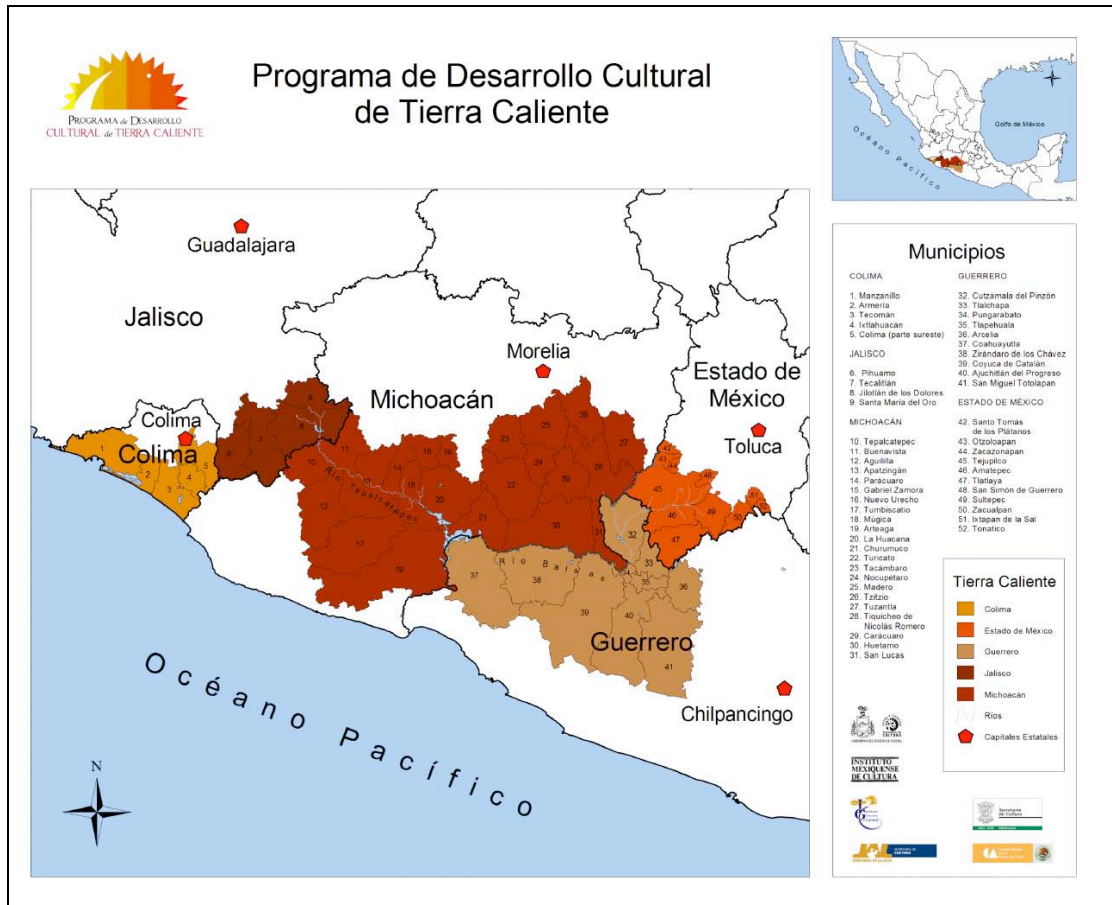 Programa de Desarrollo Cultural
de Tierra Caliente
PROGRAMA de DESARROLLO
CULTURAL de TIERRA CALIENTE
Golfo de México
Océano Pacífico
Guadalajara
Jalisco
Morelia
Michoacán
Estado de
México
Toluca
Colima
Colima
Río Tepalcatepec
Río Balsas
Guerrero
Chilpancingo
Océano Pacífico
N
Municipios
COLIMA
1. Manzanillo
2. Armería
3. Tecomán
4. Ixtlahuacán
5. Colima (parte sureste)
JALISCO
6. Pihuamo
7. Tecalitlán
8. Jilotlán de los Dolores
9. Santa María del Oro
MICHOACÁN
10. Tepalcatepec
11. Buenavista
12. Aguililla
13. Apatzingán
14. Parácuaro
15. Gabriel Zamora
16. Nuevo Urecho
17. Tumbiscatio
18. Múgica
19. Arteaga
20. La Huacana
21. Churumuco
22. Turicato
23. Tacámbaro
24. Nocupétaro
25. Madero
26. Tzitzio
27. Tuzantla
28. Tiquicheo de
Nicolás Romero
29. Carácuaro
30. Huetamo
31. San Lucas
GUERRERO
32. Cutzamala del Pinzón
33. Tlalchapa
34. Pungarabato
35. Tlapehuala
36. Arcelia
37. Coahuayutla
38. Zirándaro de los Chávez
39. Coyuca de Catalán
40. Ajuchitlán del Progreso
41. San Miguel Totolapan
ESTADO DE MÉXICO
42. Santo Tomás
de los Plátanos
43. Otzoloapan
44. Zacazonapan
45. Tejupilco
46. Amatepec
47. Tlatlaya
48. San Simón de Guerrero
49. Sultepec
50. Zacualpan
51. Ixtapan de la Sal
52. Tonatico
Tierra Caliente
Colima
Estado de México
Guerrero
Jalisco
Michoacán
Ríos
Capitales Estatales
INSTITUTO
MEXIQUENSE
DE CULTURA
Secretaría
de Cultura
JAL
SECRETARÍA DE
CULTURA